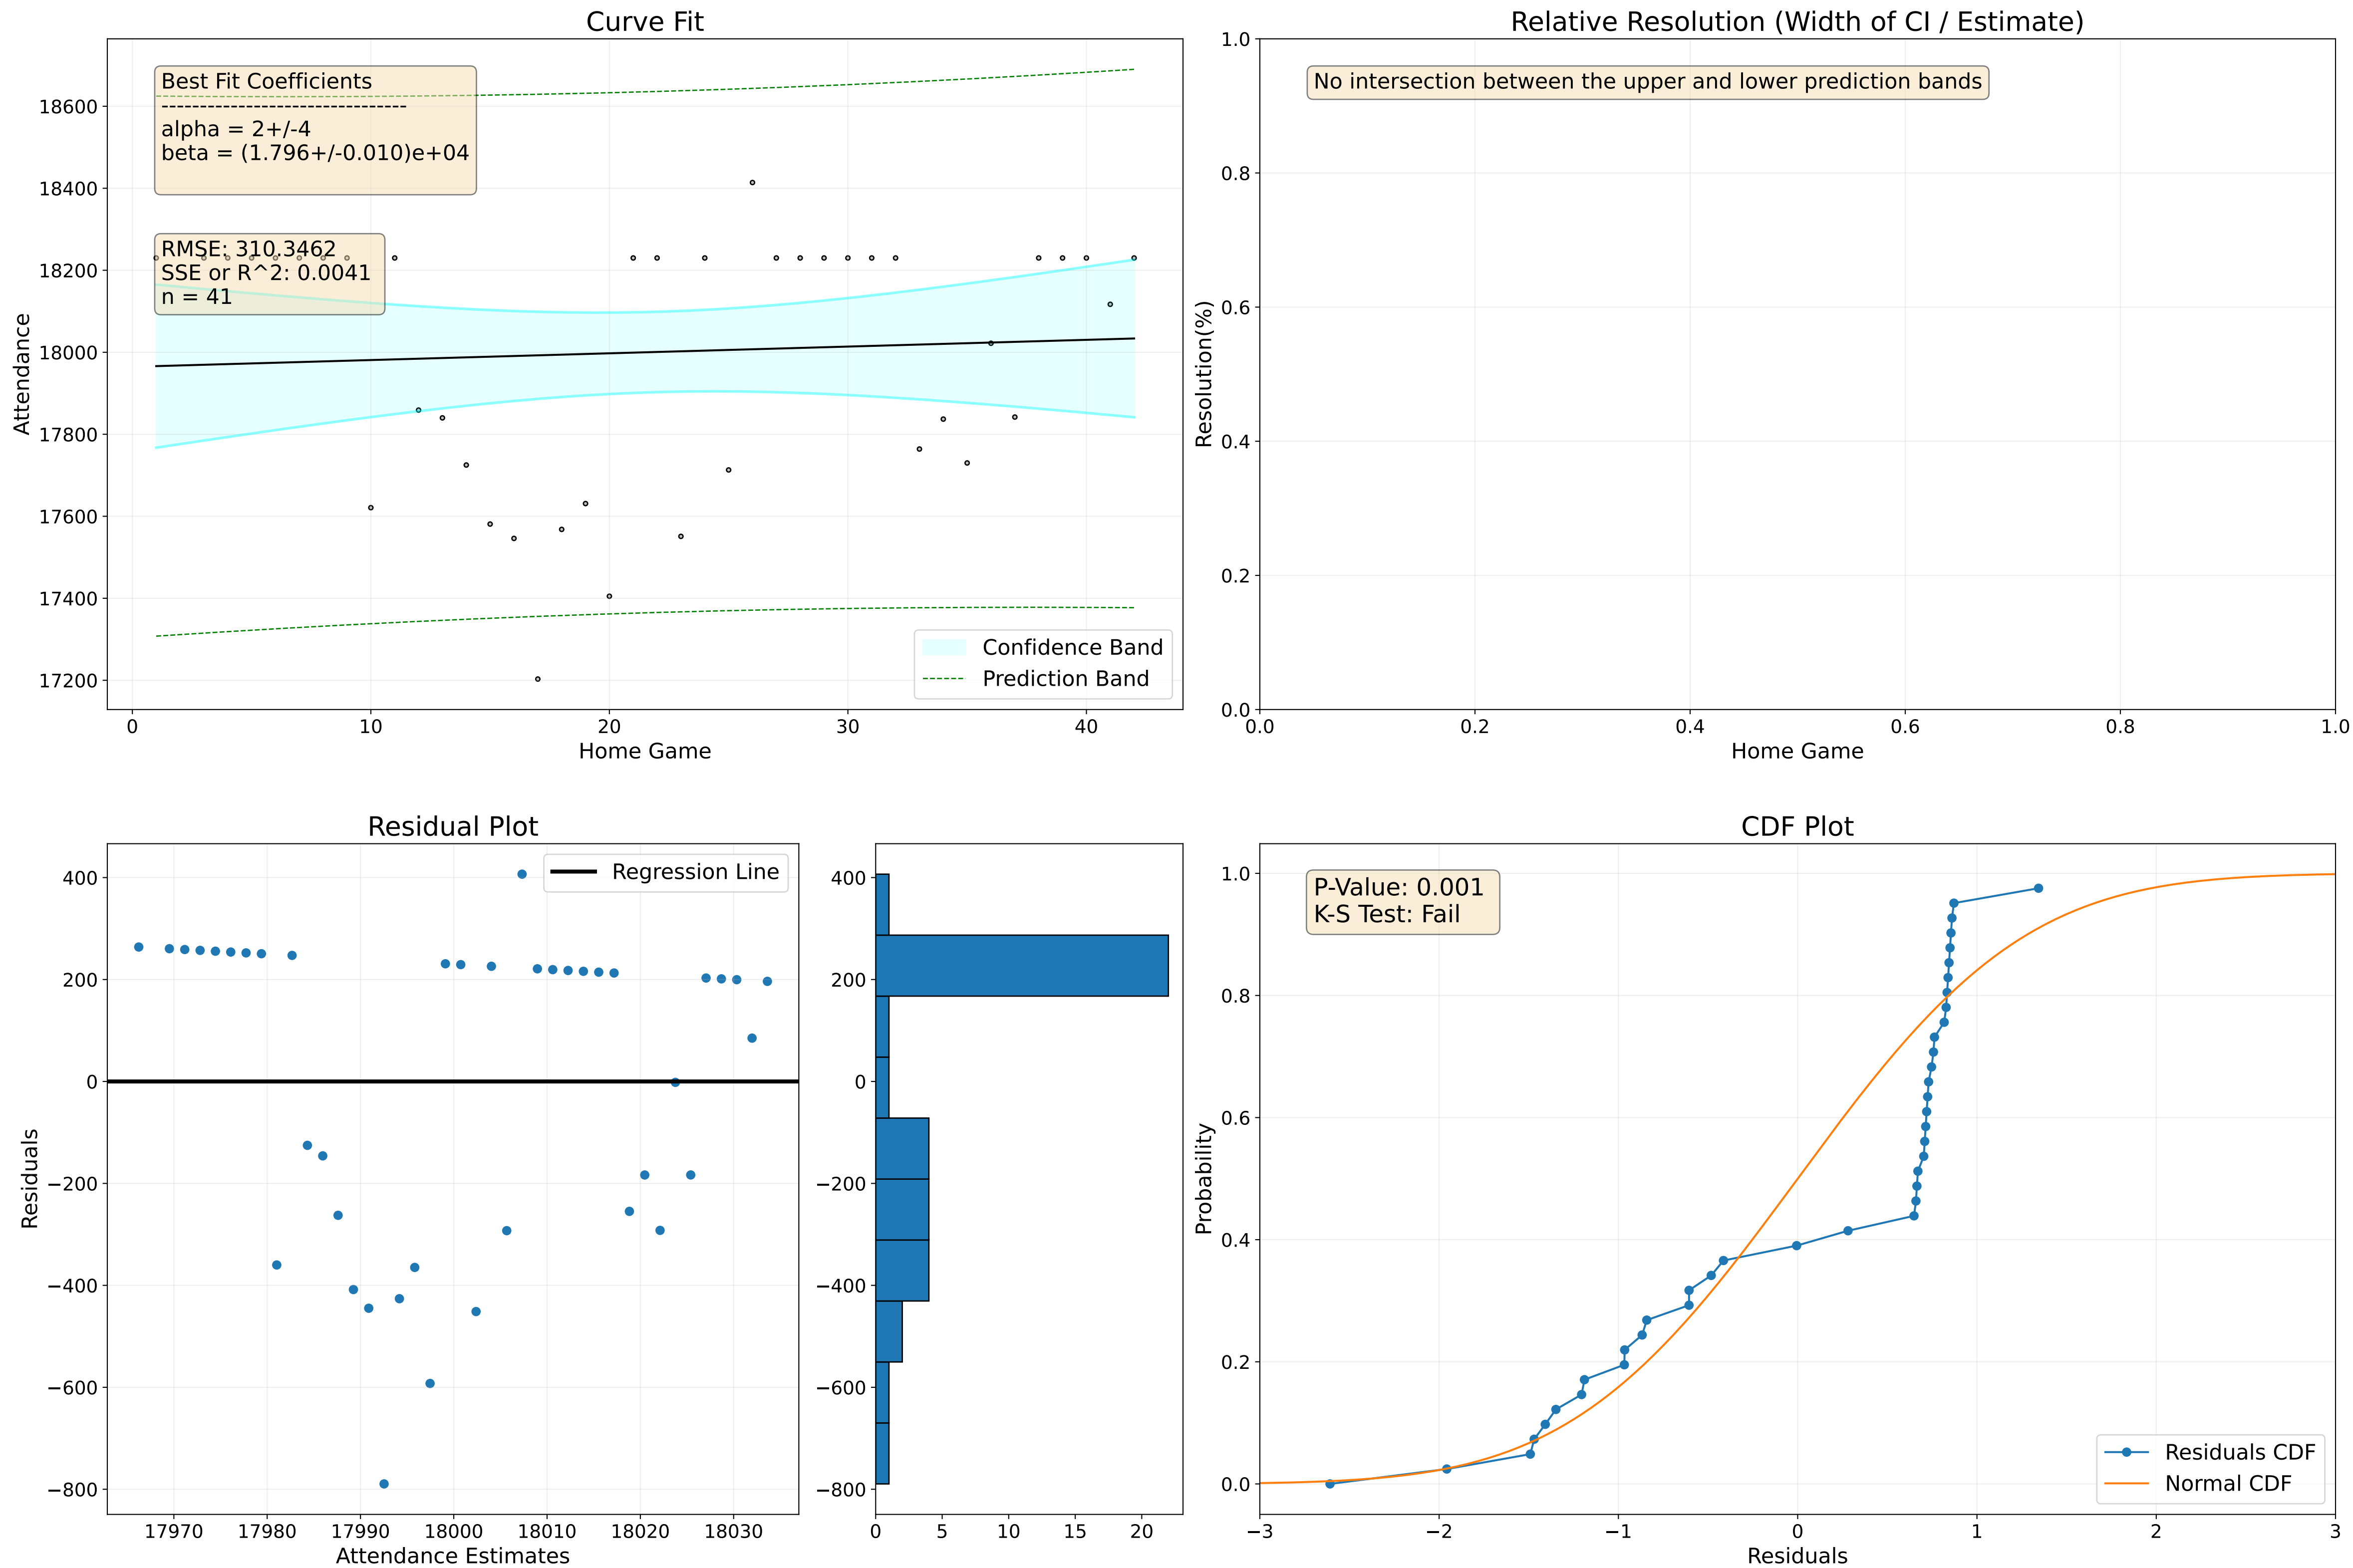 Curve Fit
Best Fit Coefficients
------------------------------
alpha = 2+/-4
beta = (1.796+/-0.010)e+04
RMSE: 310.3462
SSE or R^2: 0.0041
n = 41
Attendance
18600
18400
18200
18000
17800
17600
17400
17200
Confidence Band
Prediction Band
0 10 20 30 40
Home Game
Relative Resolution (Width of CI / Estimate)
No intersection between the upper and lower prediction bands
Resolution(%)
1.0
0.8
0.6
0.4
0.2
0.0
0.0 0.2 0.4 0.6 0.8 1.0
Home Game
Residual Plot
Regression Line
Residuals
400
200
0
−200
−400
−600
−800
17970 17980 17990 18000 18010 18020 18030
Attendance Estimates
400
200
0
−200
−400
−600
−800
0 5 10 15 20
CDF Plot
P-Value: 0.001
K-S Test: Fail
Probability
1.0
0.8
0.6
0.4
0.2
0.0
Residuals CDF
Normal CDF
−3 −2 −1 0 1 2 3
Residuals